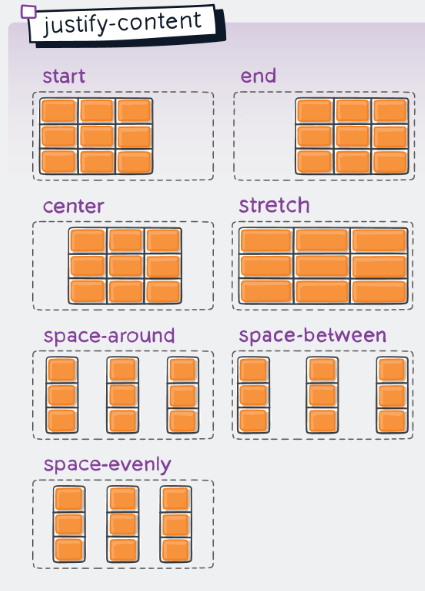 justify-content
start
end
center
stretch
space-around
space-between
space-evenly